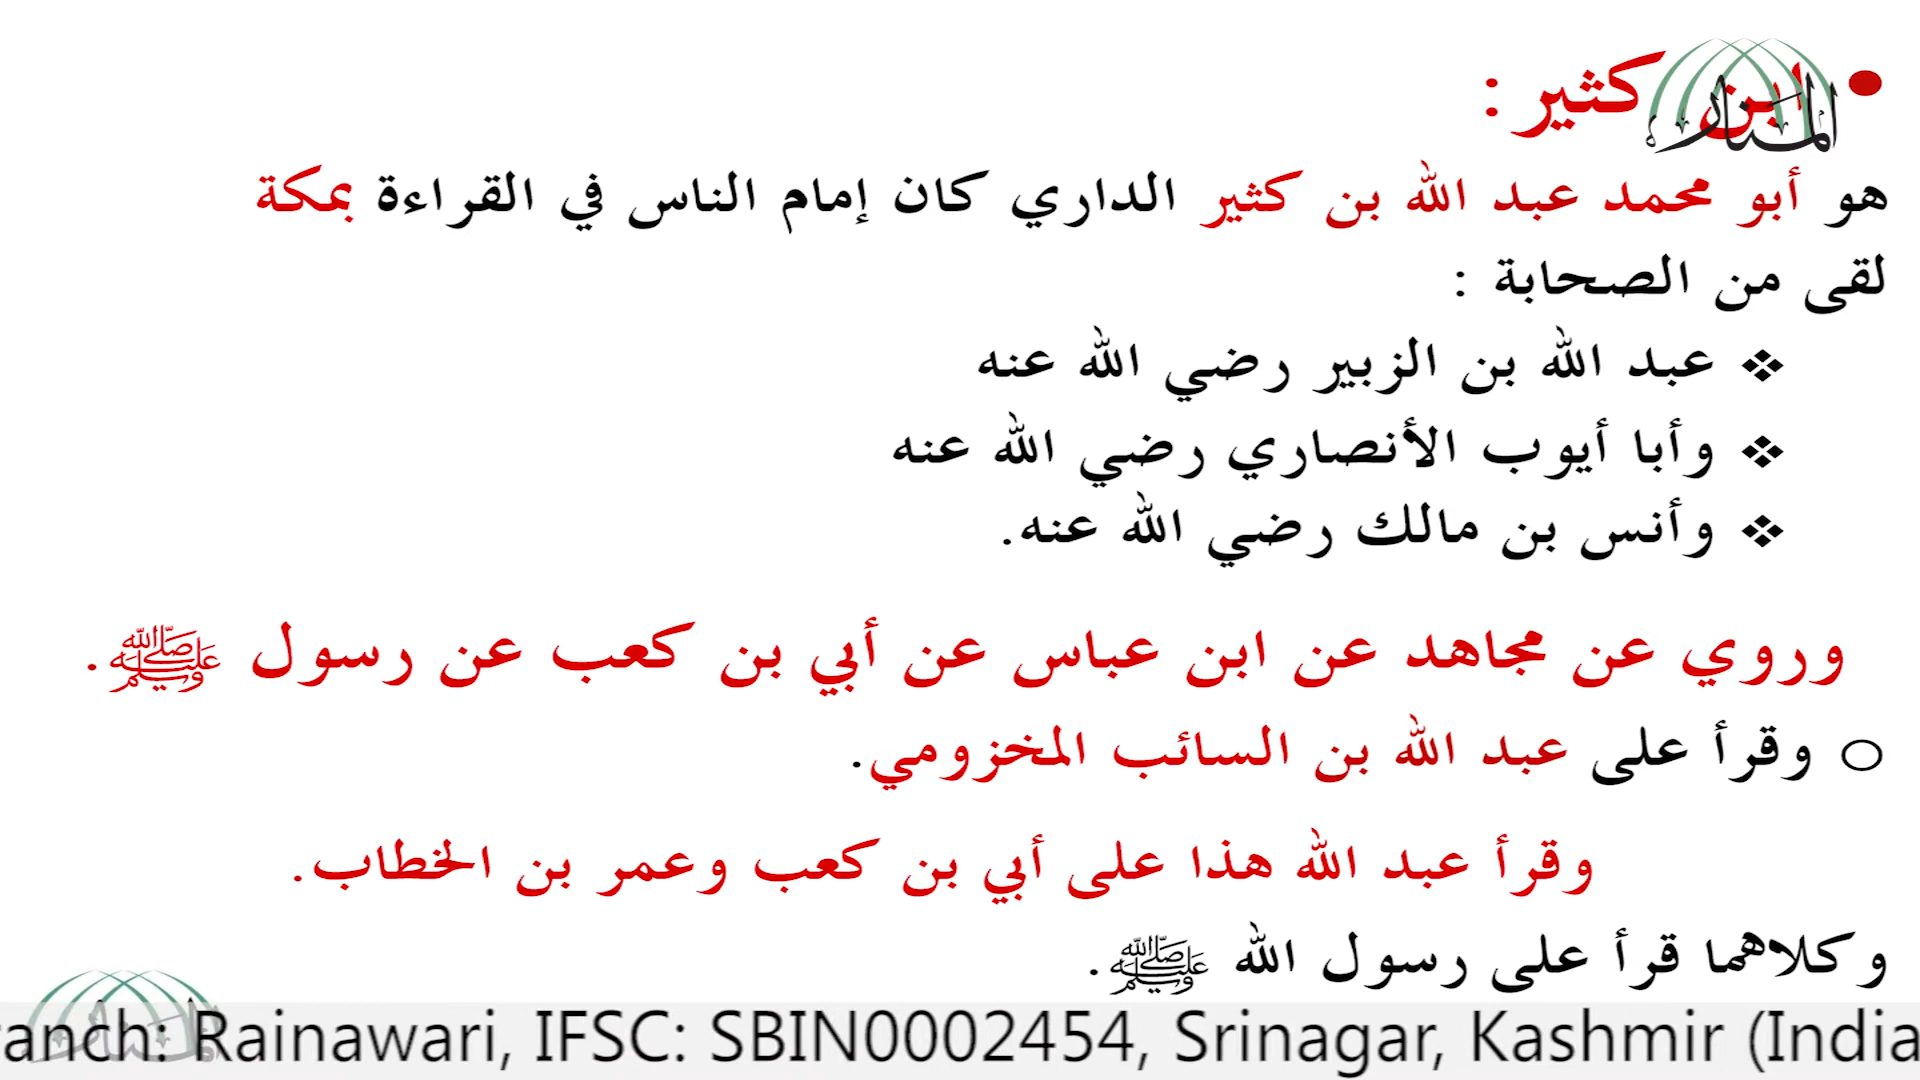 • ابن كثير :
المنار
هو أبو محمد عبد الله بن كثير الداري كان إمام الناس في القراءة بمكة
لقى من الصحابة :
❖ عبد الله بن الزبير رضي الله عنه
❖ وأبا أيوب الأنصاري رضي الله عنه
❖ وأنس بن مالك رضي الله عنه.
وروي عن مجاهد عن ابن عباس عن أبي بن كعب عن رسول ﷺ.
○ وقرأ على عبد الله بن السائب المخزومي.
وقرأ عبد الله هذا على أبي بن كعب وعمر بن الخطاب.
وكلاهما قرأ على رسول الله ﷺ.
المنار
ranch: Rainawari, IFSC: SBIN0002454, Srinagar, Kashmir (India